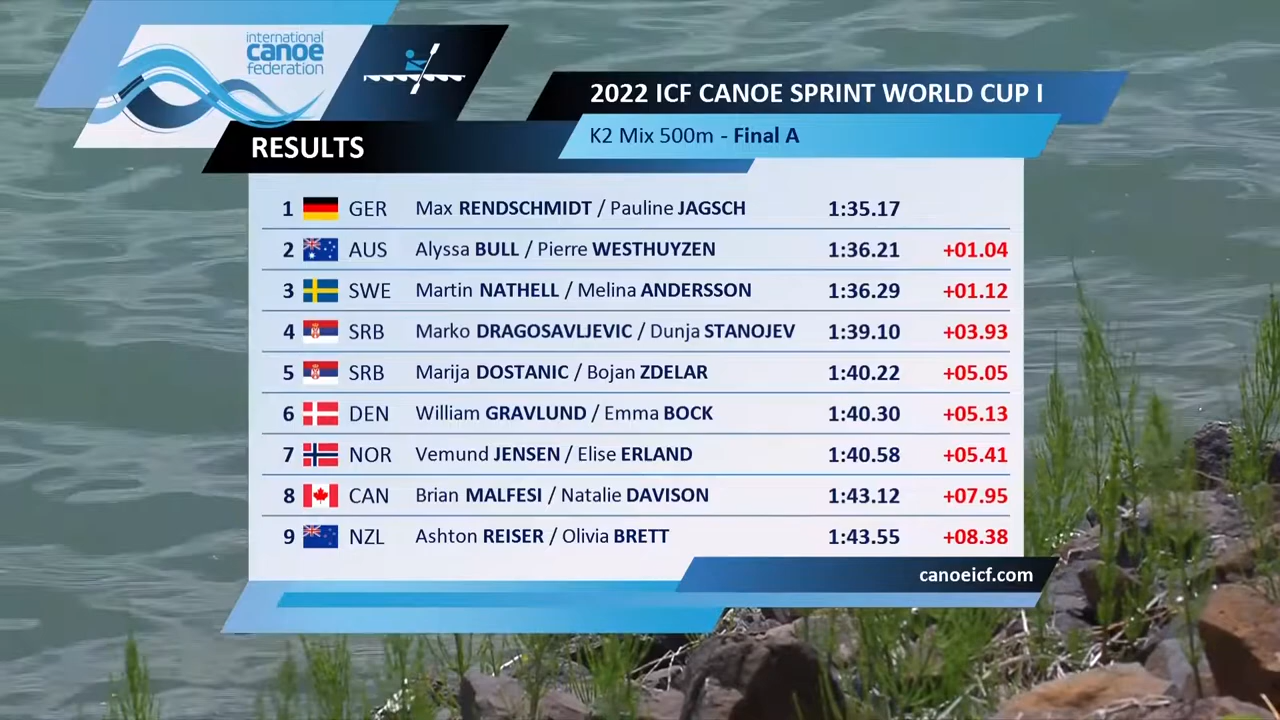 international
canoe
federation
2022 ICF CANOE SPRINT WORLD CUP I
K2 Mix 500m - Final A
RESULTS
1 GER Max RENDSCHMIDT / Pauline JAGSCH 1:35.17
2 AUS Alyssa BULL / Pierre WESTHUYZEN 1:36.21 +01.04
3 SWE Martin NATHELL / Melina ANDERSSON 1:36.29 +01.12
4 SRB Marko DRAGOSAVLJEVIC / Dunja STANOJEV 1:39.10 +03.93
5 SRB Marija DOSTANIC / Bojan ZDELAR 1:40.22 +05.05
6 DEN William GRAVLUND / Emma BOCK 1:40.30 +05.13
7 NOR Vemund JENSEN / Elise ERLAND 1:40.58 +05.41
8 CAN Brian MALFESI / Natalie DAVISON 1:43.12 +07.95
9 NZL Ashton REISER / Olivia BRETT 1:43.55 +08.38
canoeicf.com